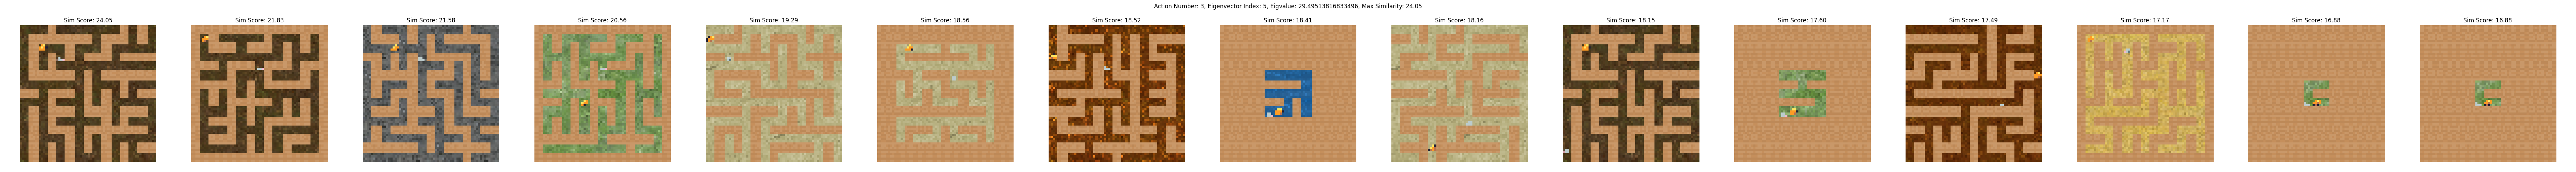 Action Number: 3, Eigenvector Index: 5, Eigvalue: 29.49513816833496, Max Similarity: 24.05
Sim Score: 24.05 Sim Score: 21.83 Sim Score: 21.58 Sim Score: 20.56 Sim Score: 19.29 Sim Score: 18.56 Sim Score: 18.52 Sim Score: 18.41 Sim Score: 18.16 Sim Score: 18.15 Sim Score: 17.60 Sim Score: 17.49 Sim Score: 17.17 Sim Score: 16.88 Sim Score: 16.88